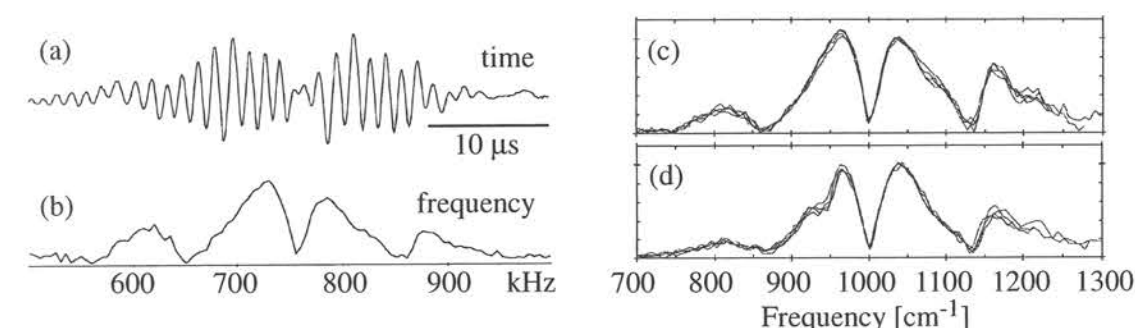 (a)
time
10 μs
(b)
frequency
600 700 800 900 kHz
(c)
(d)
700 800 900 1000 1100 1200 1300
Frequency [cm-1]